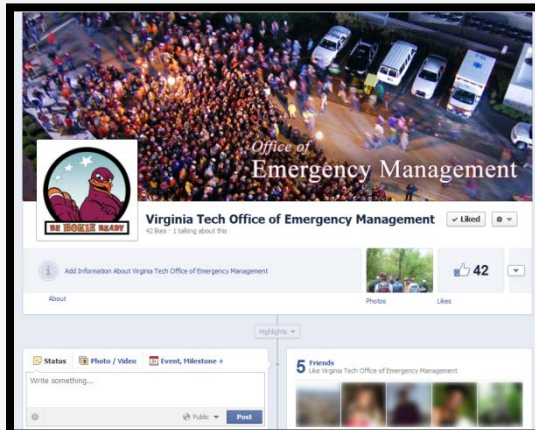 Office of
Emergency Management
BE HOKIE READY
Virginia Tech Office of Emergency Management
Liked
42 likes · 1 talking about this
Add Information About Virginia Tech Office of Emergency Management
42
About
Photos
Likes
Highlights
Status
Photo / Video
Event, Milestone +
Write something...
Public
Post
5 Friends
Like Virginia Tech Office of Emergency Management